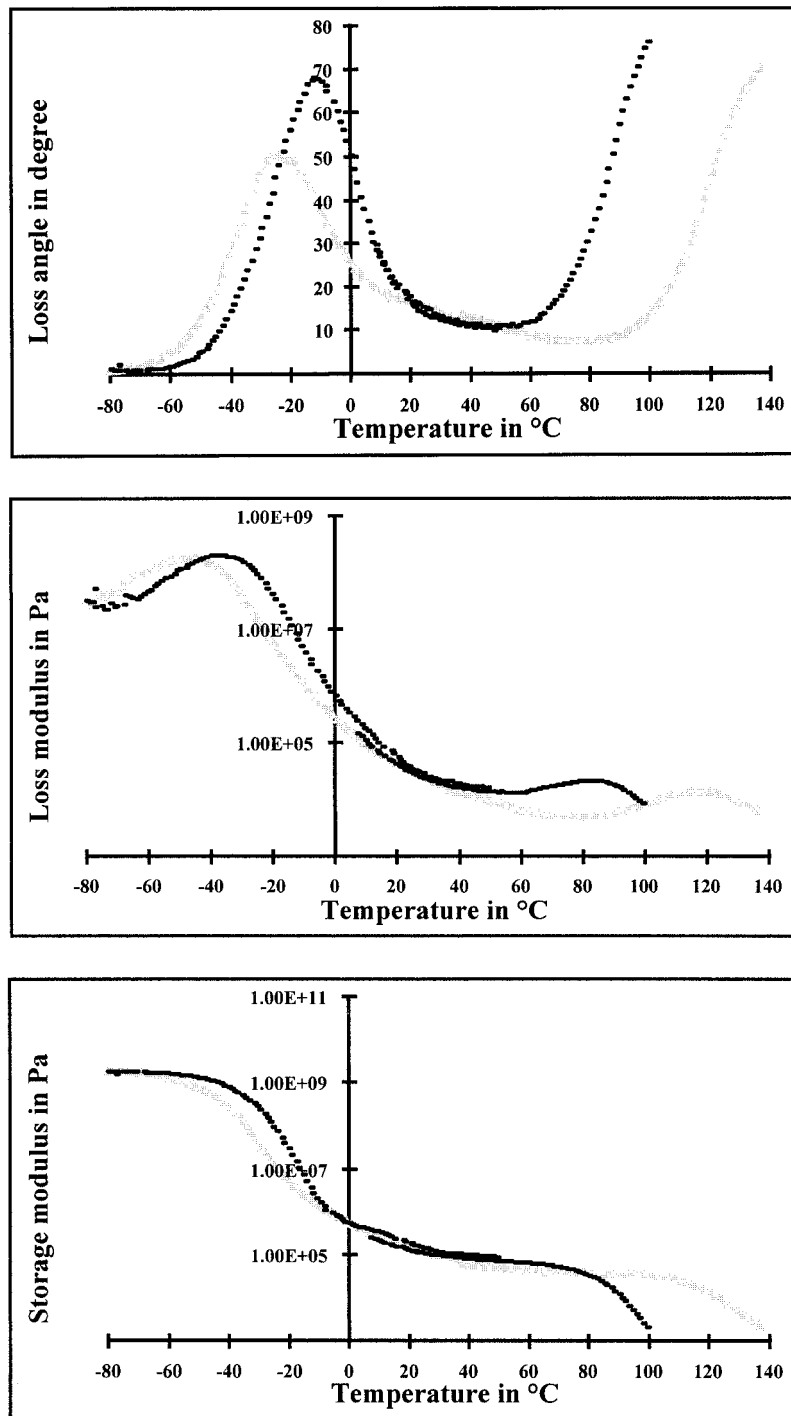 80
70
60
50
40
30
20
10
Loss angle in degree
-80 -60 -40 -20 0 20 40 60 80 100 120 140
Temperature in °C
1.00E+09
1.00E+07
1.00E+05
Loss modulus in Pa
-80 -60 -40 -20 0 20 40 60 80 100 120 140
Temperature in °C
1.00E+11
1.00E+09
1.00E+07
1.00E+05
Storage modulus in Pa
-80 -60 -40 -20 0 20 40 60 80 100 120 140
Temperature in °C